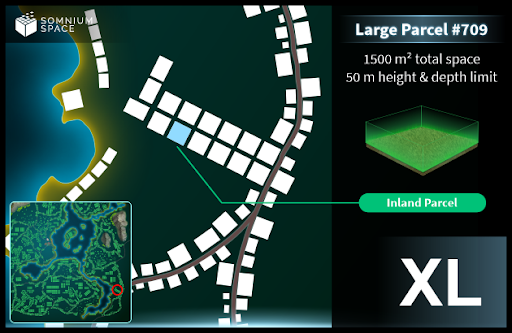 SOMNIUM
SPACE
Large Parcel #709
1500 m² total space
50 m height & depth limit
Inland Parcel
XL